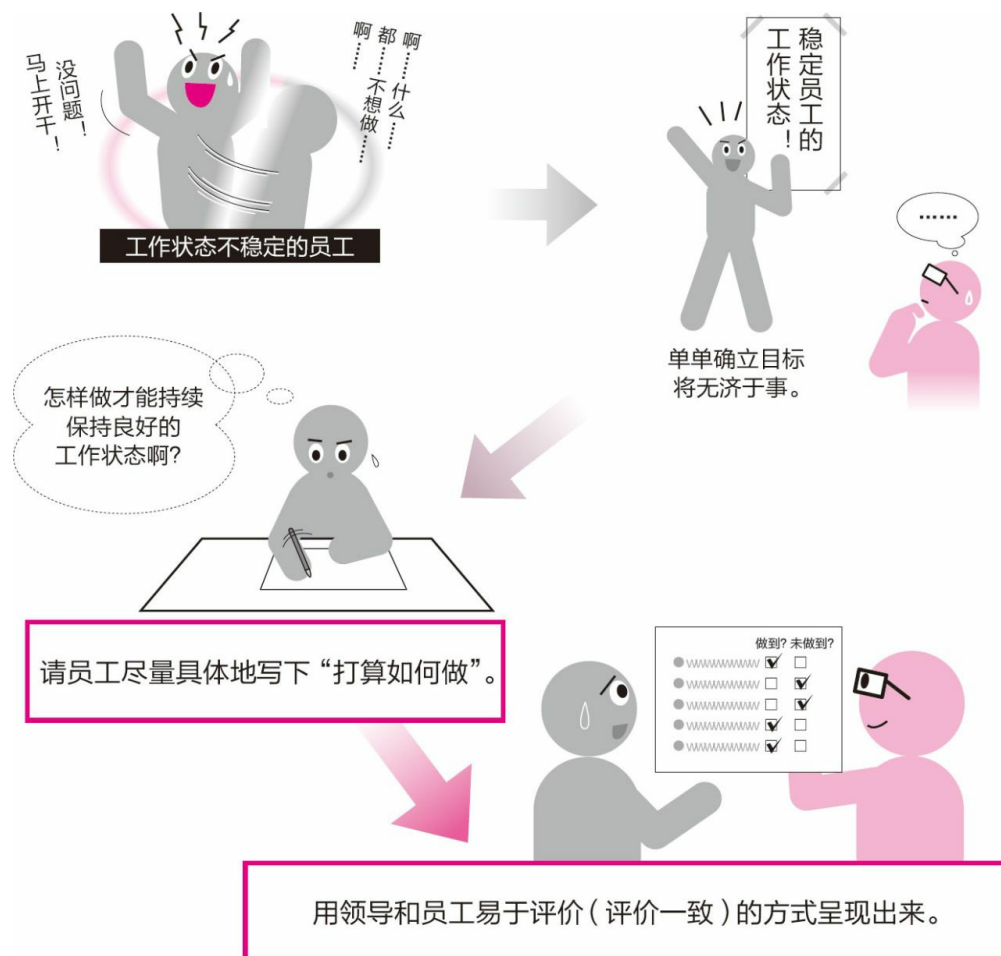 没问题！
马上开干！
啊……什么……
都……不想做……
啊……
工作状态不稳定的员工
稳定员工的
工作状态！
……
单单确立目标
将无济于事。
怎样做才能持续
保持良好的
工作状态啊？
请员工尽量具体地写下“打算如何做”。
做到？ 未做到？
用领导和员工易于评价（评价一致）的方式呈现出来。